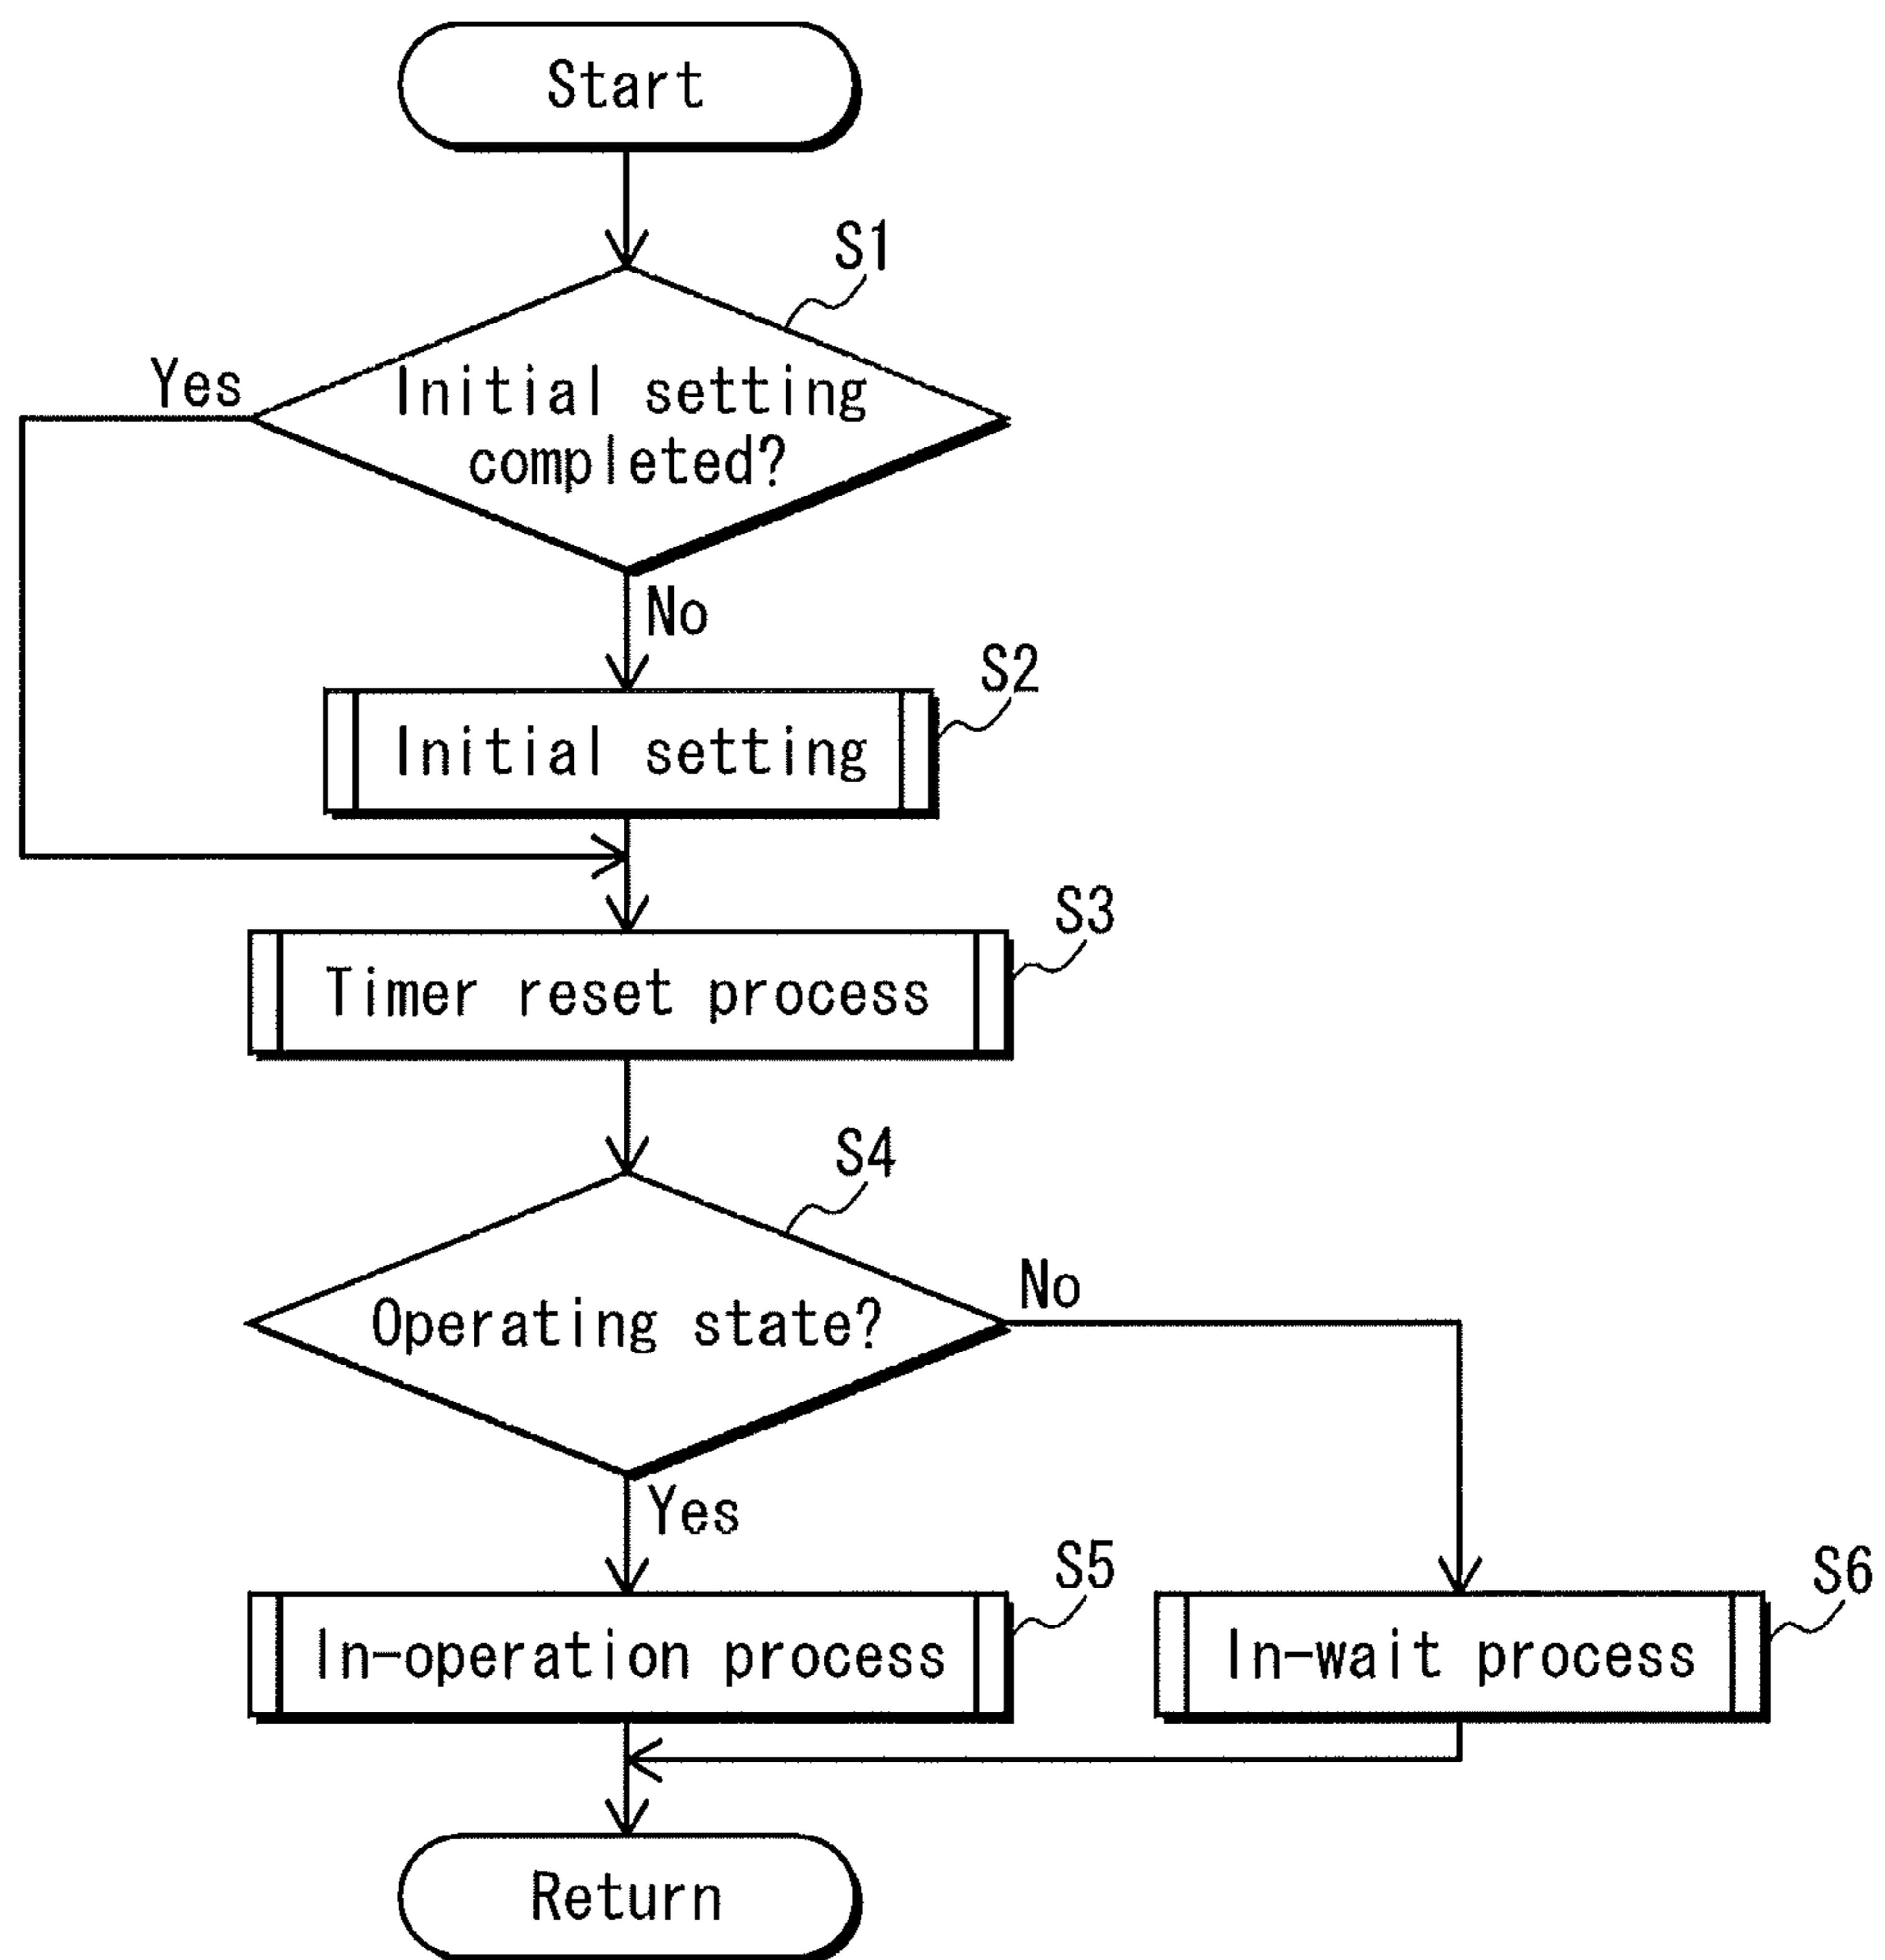 Start
S1
Yes
Initial setting
completed?
No
S2
Initial setting
S3
Timer reset process
S4
No
Operating state?
Yes
S5
S6
In-operation process
In-wait process
Return